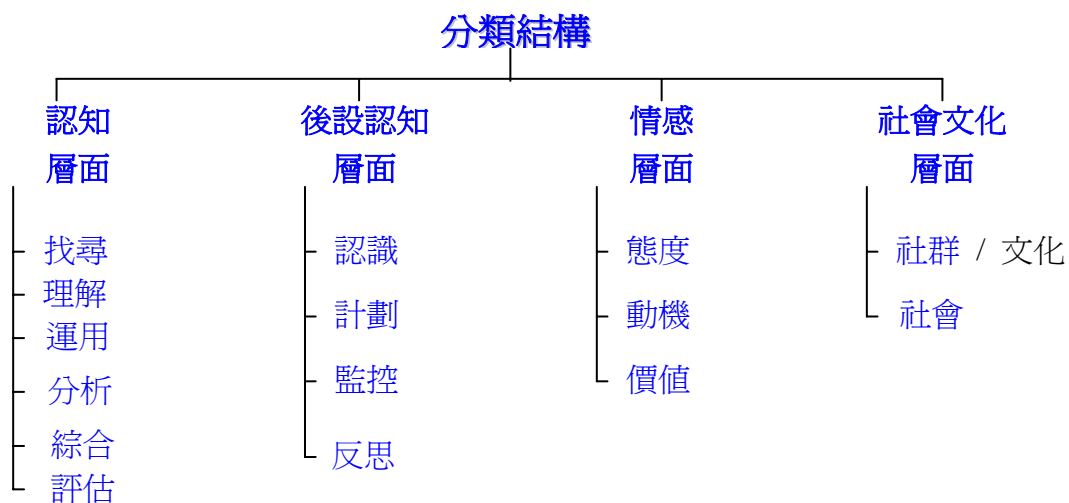 分類結構
認知
層面
找尋
理解
運用
分析
綜合
評估
後設認知
層面
認識
計劃
監控
反思
情感
層面
態度
動機
價值
社會文化
層面
社群 / 文化
社會